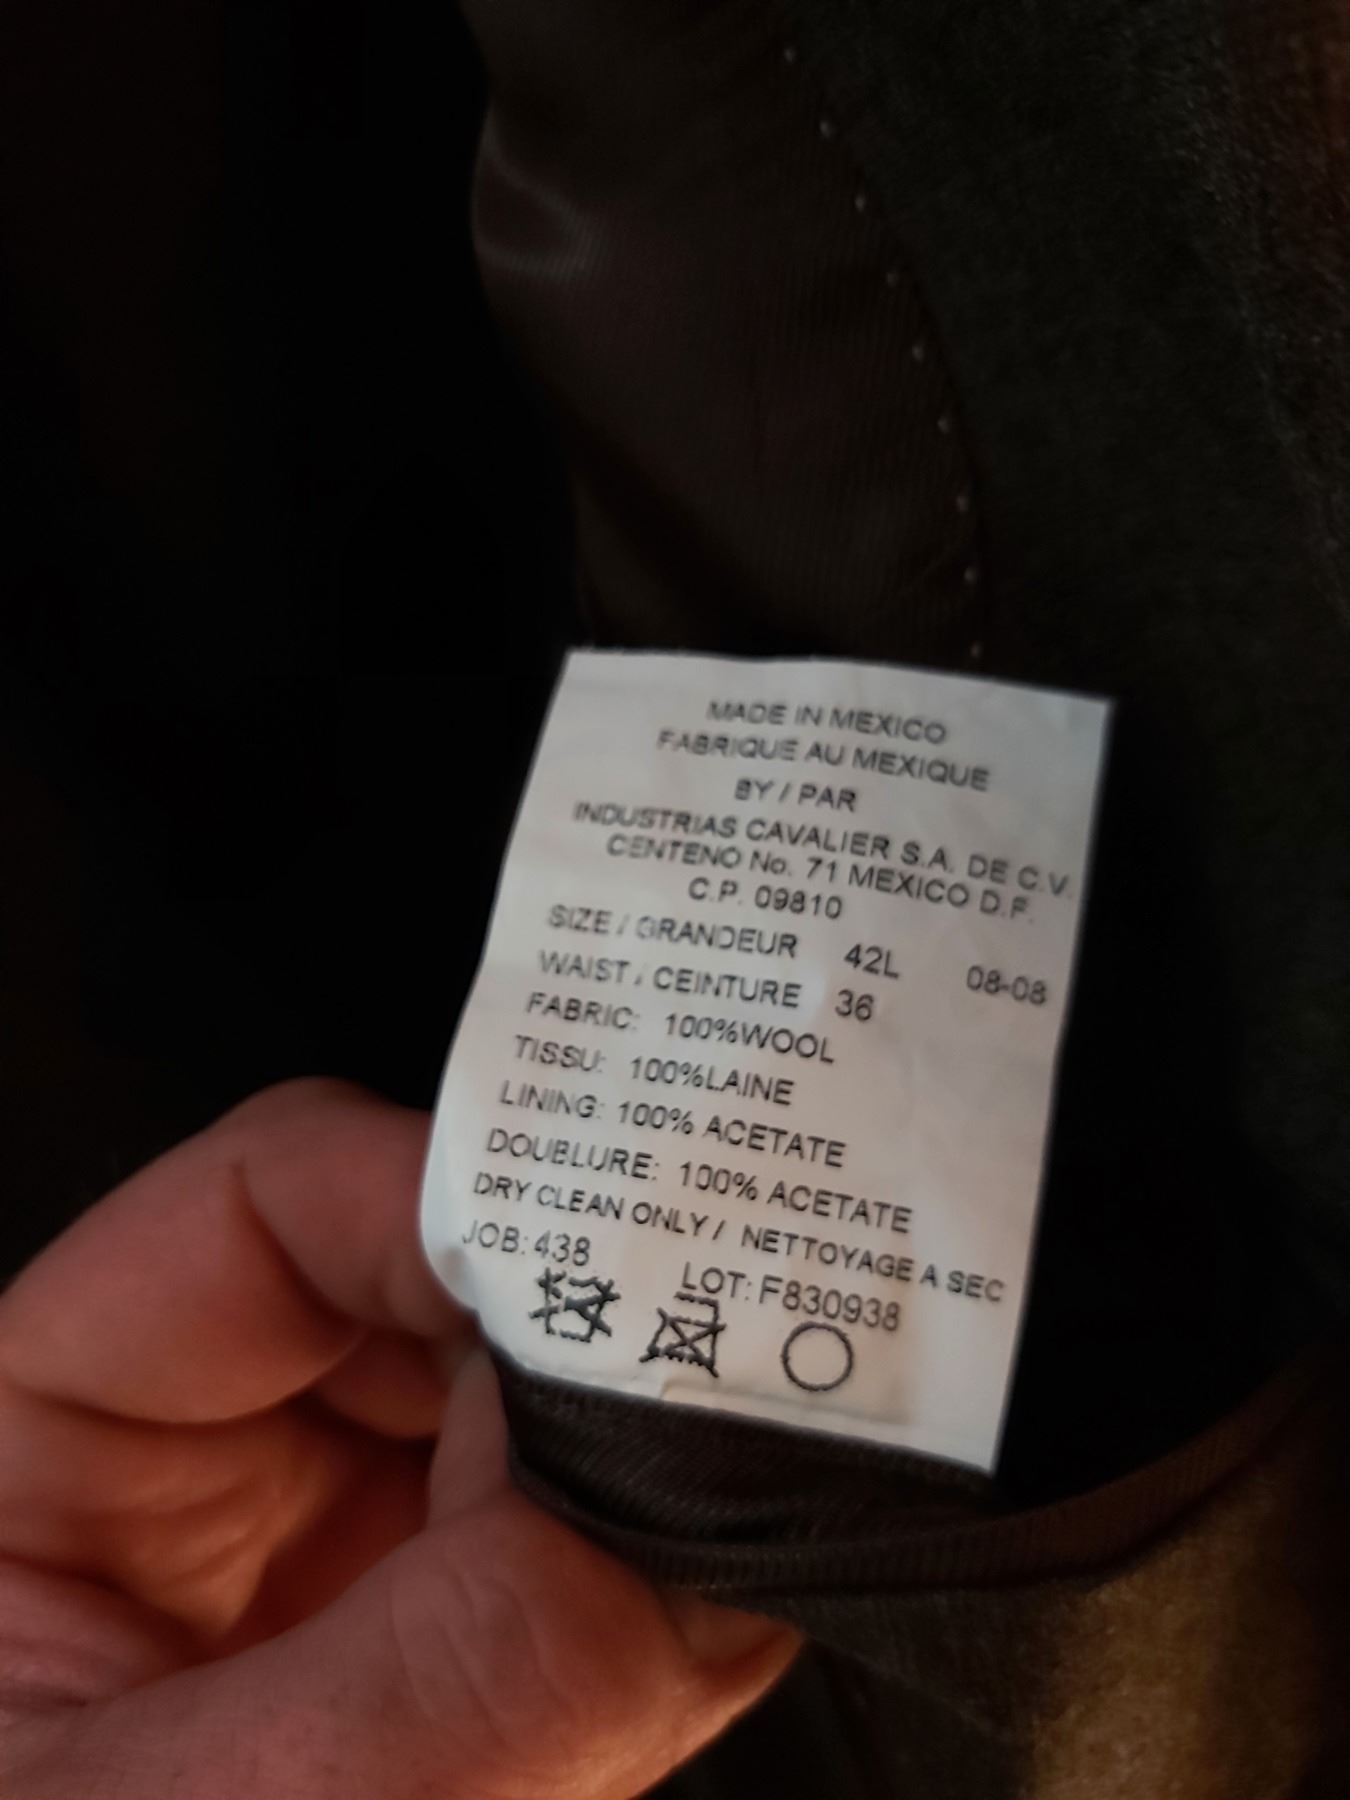 MADE IN MEXICO
FABRIQUE AU MEXIQUE
BY / PAR
INDUSTRIAS CAVALIER S.A. DE C.V.
CENTENO No. 71 MEXICO D.F.
C.P. 09810
SIZE / GRANDEUR 42L 08-08
WAIST / CEINTURE 36
FABRIC: 100%WOOL
TISSU: 100%LAINE
LINING: 100% ACETATE
DOUBLURE: 100% ACETATE
DRY CLEAN ONLY / NETTOYAGE A SEC
JOB: 438 LOT: F830938